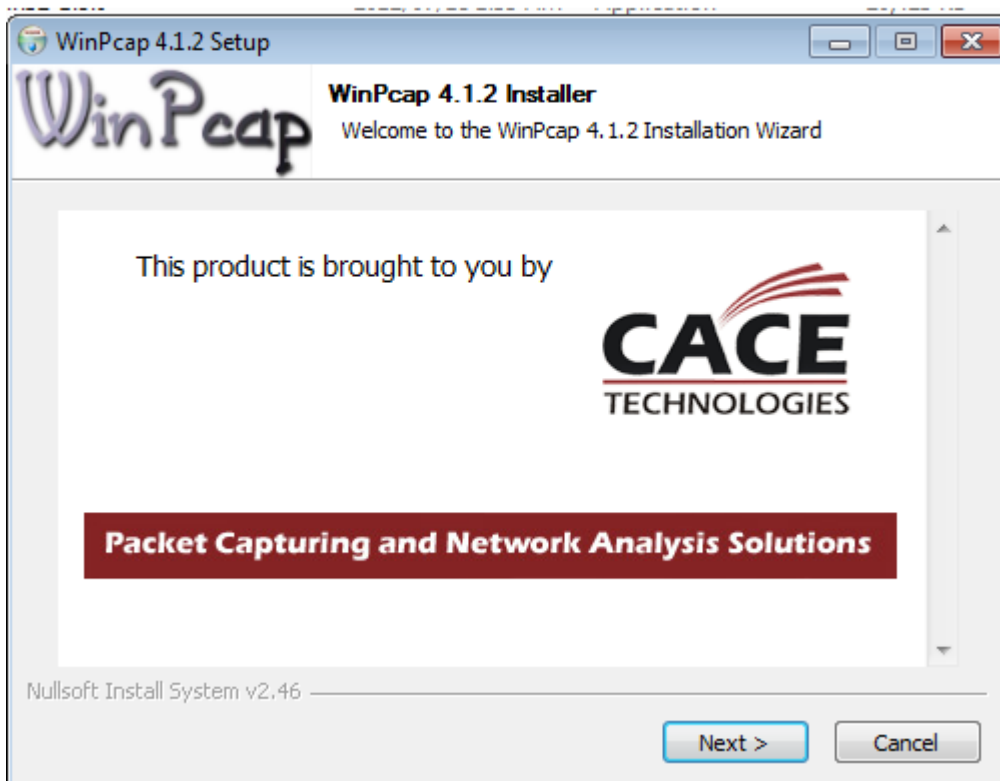 WinPcap 4.1.2 Setup
WinPcap
WinPcap 4.1.2 Installer
Welcome to the WinPcap 4.1.2 Installation Wizard
This product is brought to you by
CACE
TECHNOLOGIES
Packet Capturing and Network Analysis Solutions
Nullsoft Install System v2.46
Next >
Cancel